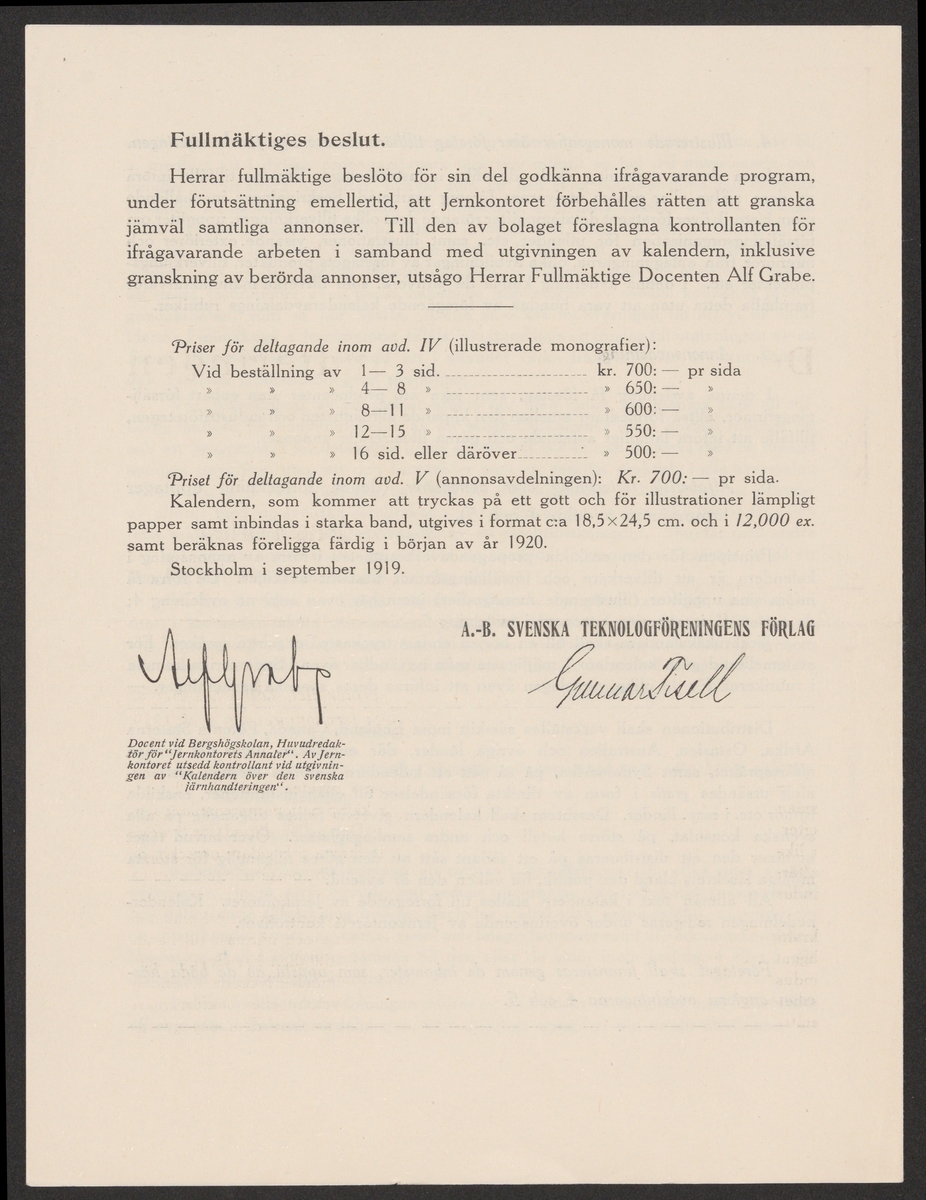 Fullmäktiges beslut.
Herrar fullmäktige beslöto för sin del godkänna ifrågavarande program,
under förutsättning emellertid, att Jernkontoret förbehålles rätten att granska
jämväl samtliga annonser. Till den av bolaget föreslagna kontrollanten för
ifrågavarande arbeten i samband med utgivningen av kalendern, inklusive
granskning av berörda annonser, utsågo Herrar Fullmäktige Docenten Alf Grabe.
Priser för deltagande inom avd. IV (illustrerade monografier):
Vid beställning av 1— 3 sid. kr. 700: — pr sida
» » » 4— 8 » » 650: — »
» » » 8—11 » » 600: — »
» » » 12—15 » » 550: — »
» » » 16 sid. eller däröver » 500: — »
Priset för deltagande inom avd. V (annonsavdelningen): Kr. 700: — pr sida.
Kalendern, som kommer att tryckas på ett gott och för illustrationer lämpligt
papper samt inbindas i starka band, utgives i format c:a 18,5×24,5 cm. och i 12,000 ex.
samt beräknas föreligga färdig i början av år 1920.
Stockholm i september 1919.
A.-B. SVENSKA TEKNOLOGFÖRENINGENS FÖRLAG
Alf Grabe
Gunnar Tisell
Docent vid Bergshögskolan, Huvudredak-
tör för "Jernkontorets Annaler". Av Jern-
kontoret utsedd kontrollant vid utgivnin-
gen av "Kalendern över den svenska
järnhandteringen".